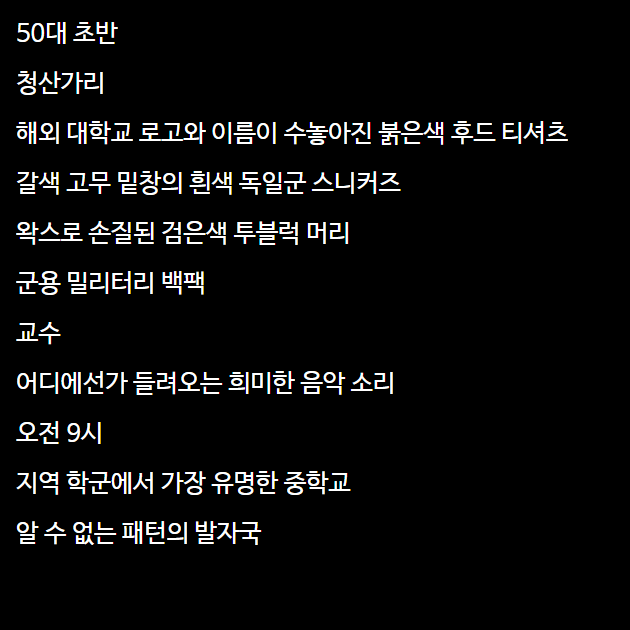 50대 초반
청산가리
해외 대학교 로고와 이름이 수놓아진 붉은색 후드 티셔츠
갈색 고무 밑창의 흰색 독일군 스니커즈
왁스로 손질된 검은색 투블럭 머리
군용 밀리터리 백팩
교수
어디에선가 들려오는 희미한 음악 소리
오전 9시
지역 학군에서 가장 유명한 중학교
알 수 없는 패턴의 발자국